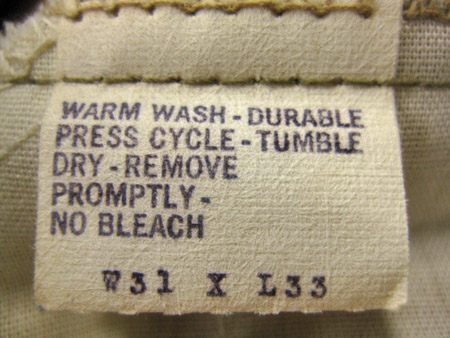 WARM WASH - DURABLE
PRESS CYCLE - TUMBLE
DRY - REMOVE
PROMPTLY -
NO BLEACH
W31 X L33